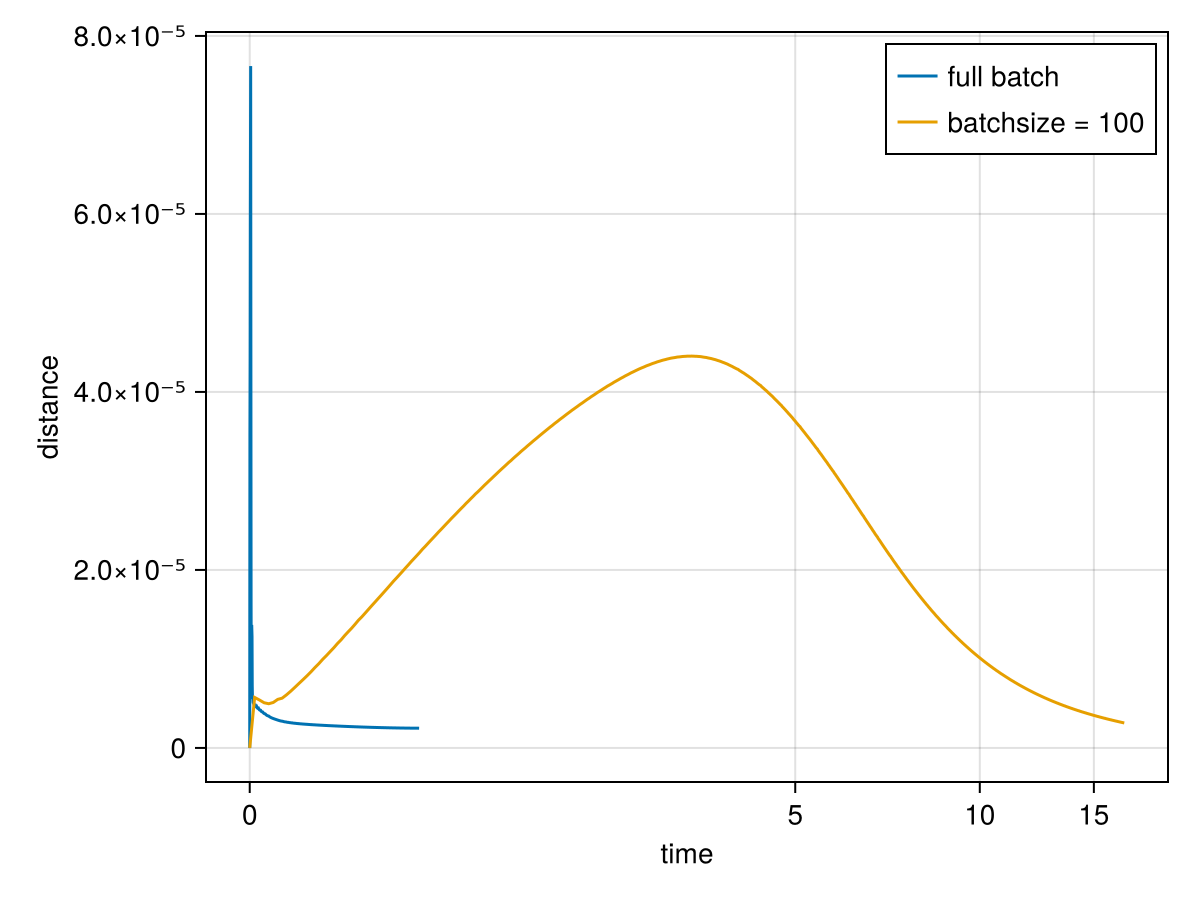 8.0×10⁻⁵
6.0×10⁻⁵
4.0×10⁻⁵
2.0×10⁻⁵
0
distance
full batch
batchsize = 100
0
5
10
15
time